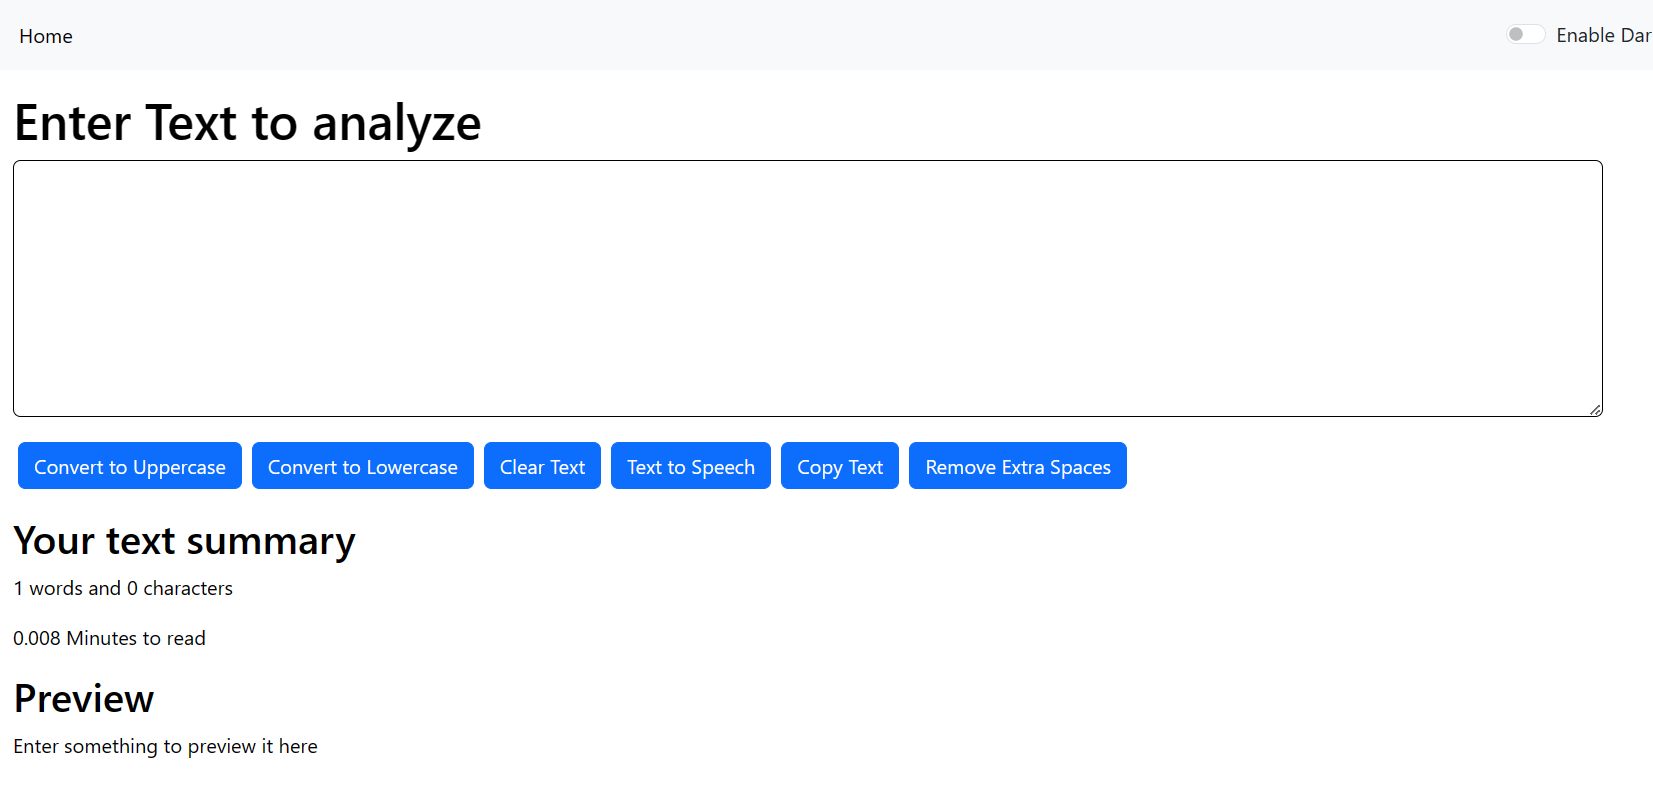 Home Enable Dar
Enter Text to analyze
Convert to Uppercase Convert to Lowercase Clear Text Text to Speech Copy Text Remove Extra Spaces
Your text summary
1 words and 0 characters
0.008 Minutes to read
Preview
Enter something to preview it here